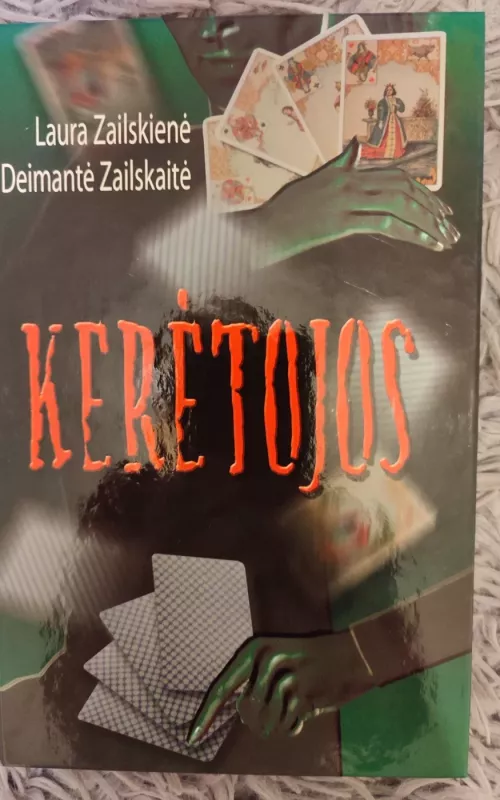 Laura Zailskienė
Deimantė Zailskaitė
KERĖTOJOS